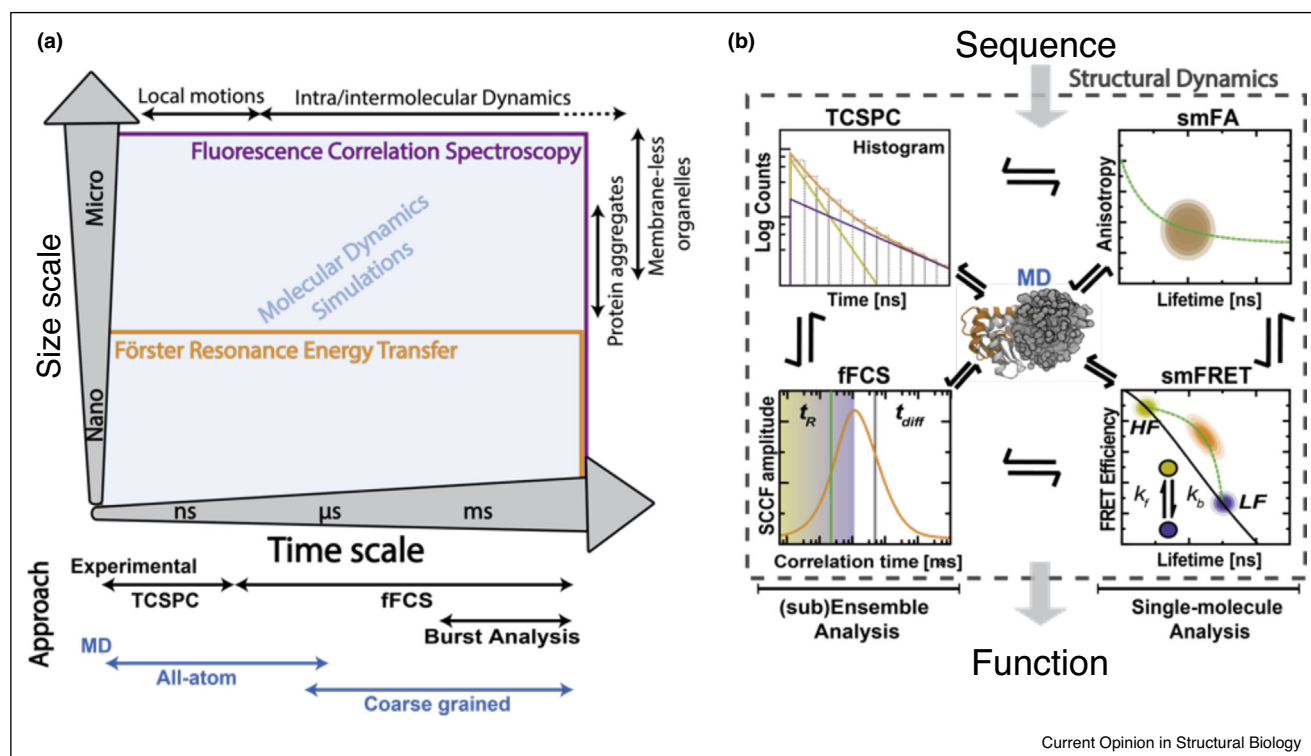 (a)
Local motions
Intra/intermolecular Dynamics
Fluorescence Correlation Spectroscopy
Molecular Dynamics
Simulations
Förster Resonance Energy Transfer
Protein aggregates
Membrane-less
organelles
Size scale
Micro
Nano
ns
µs
ms
Time scale
Approach
Experimental
TCSPC
fFCS
Burst Analysis
MD
All-atom
Coarse grained
(b)
Sequence
Structural Dynamics
TCSPC
Histogram
Log Counts
Time [ns]
smFA
Anisotropy
Lifetime [ns]
MD
fFCS
tR
tdiff
SCCF amplitude
Correlation time [ms]
smFRET
HF
LF
kf
kb
FRET Efficiency
Lifetime [ns]
(sub)Ensemble
Analysis
Single-molecule
Analysis
Function
Current Opinion in Structural Biology